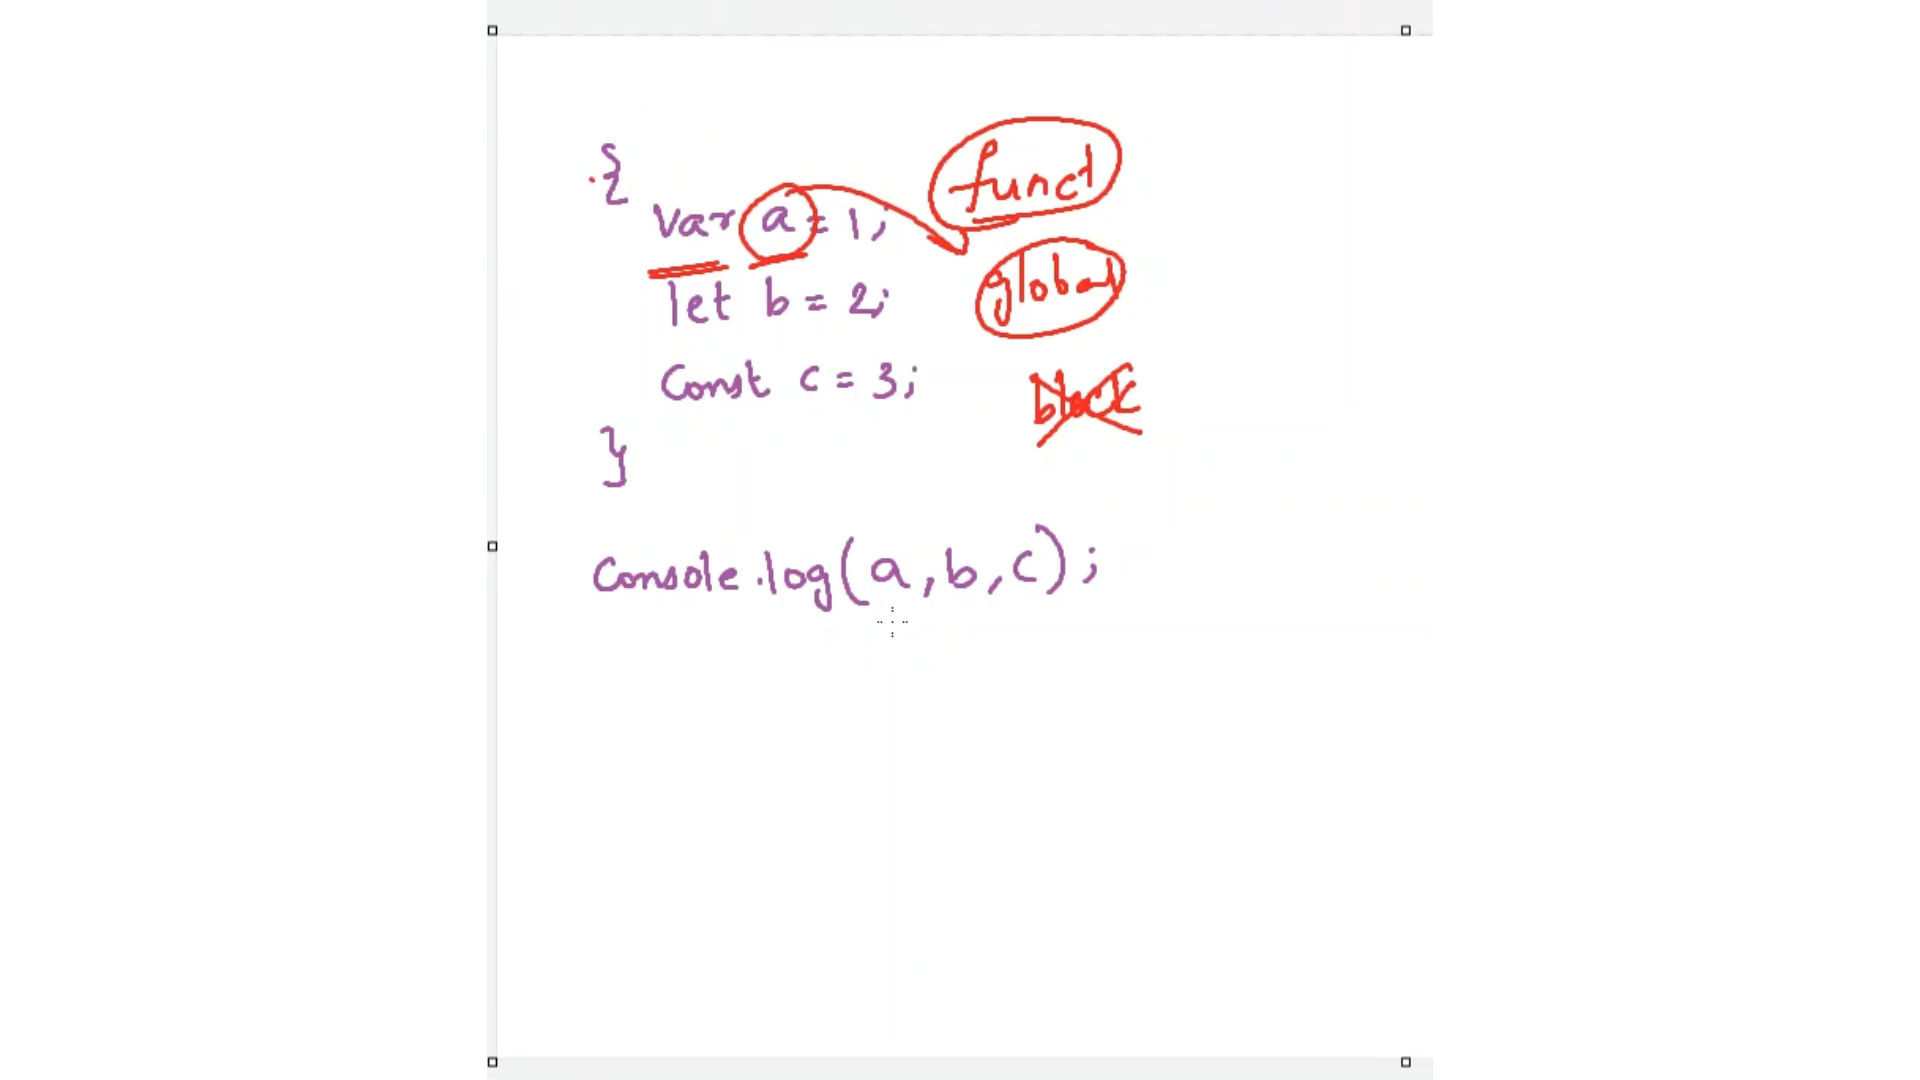 {
var a = 1;
let b = 2;
const c = 3;
}
console.log(a,b,c);
funct
global
block